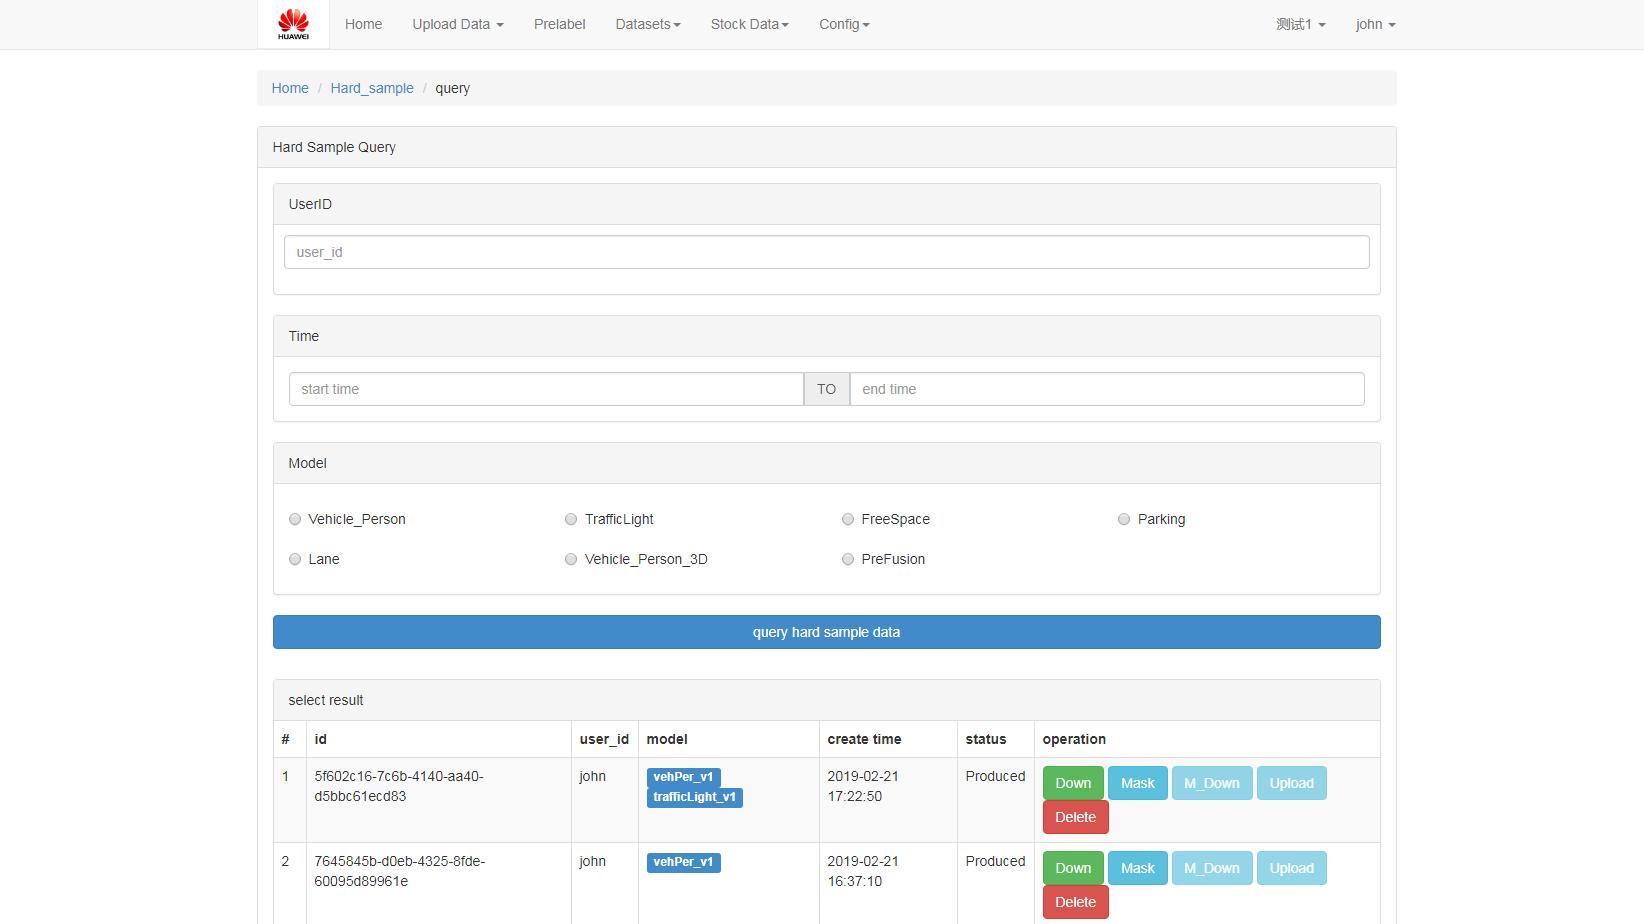 HUAWEI
Home Upload Data Prelabel Datasets Stock Data Config 测试1 john
Home / Hard_sample / query
Hard Sample Query
UserID
user_id
Time
start time TO end time
Model
Vehicle_Person TrafficLight FreeSpace Parking
Lane Vehicle_Person_3D PreFusion
query hard sample data
select result
# id user_id model create time status operation
1 5f602c16-7c6b-4140-aa40- john vehPer_v1 2019-02-21 Produced Down Mask M_Down Upload
d5bbc61ecd83 trafficLight_v1 17:22:50
Delete
2 7645845b-d0eb-4325-8fde- john vehPer_v1 2019-02-21 Produced Down Mask M_Down Upload
60095d89961e 16:37:10
Delete